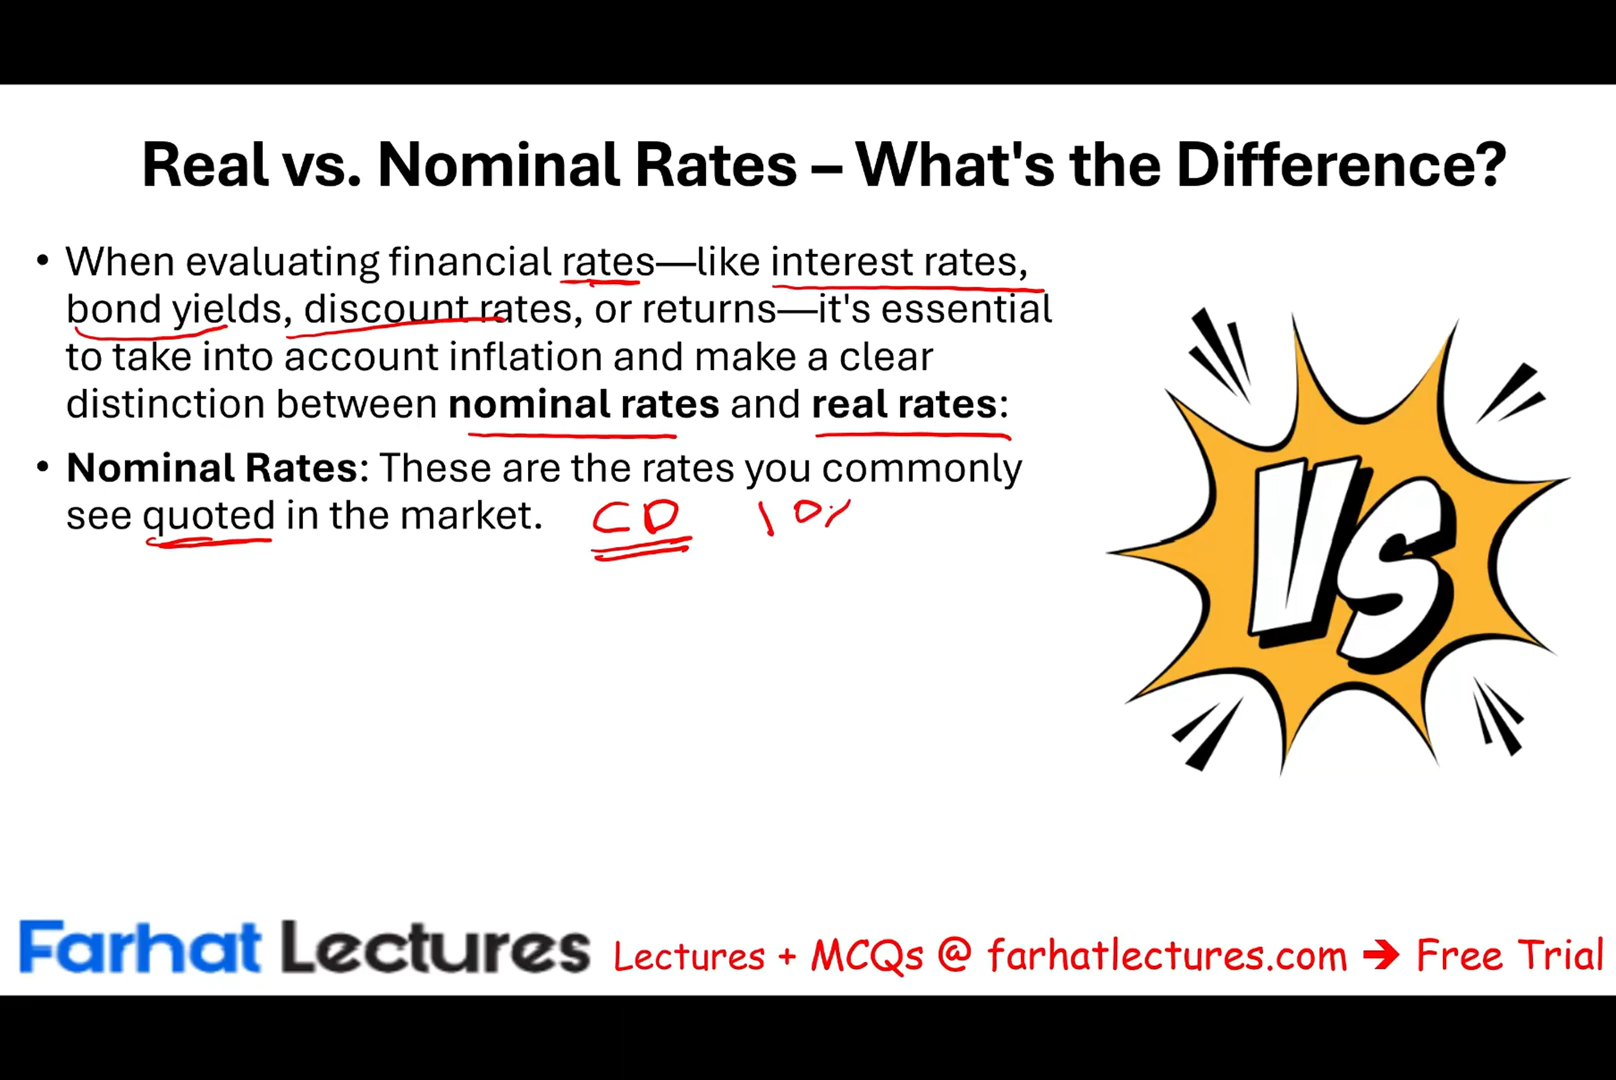 Real vs. Nominal Rates – What's the Difference?
• When evaluating financial rates—like interest rates,
bond yields, discount rates, or returns—it's essential
to take into account inflation and make a clear
distinction between nominal rates and real rates:
• Nominal Rates: These are the rates you commonly
see quoted in the market. CD 10%
VS
Farhat Lectures Lectures + MCQs @ farhatlectures.com ➔ Free Trial